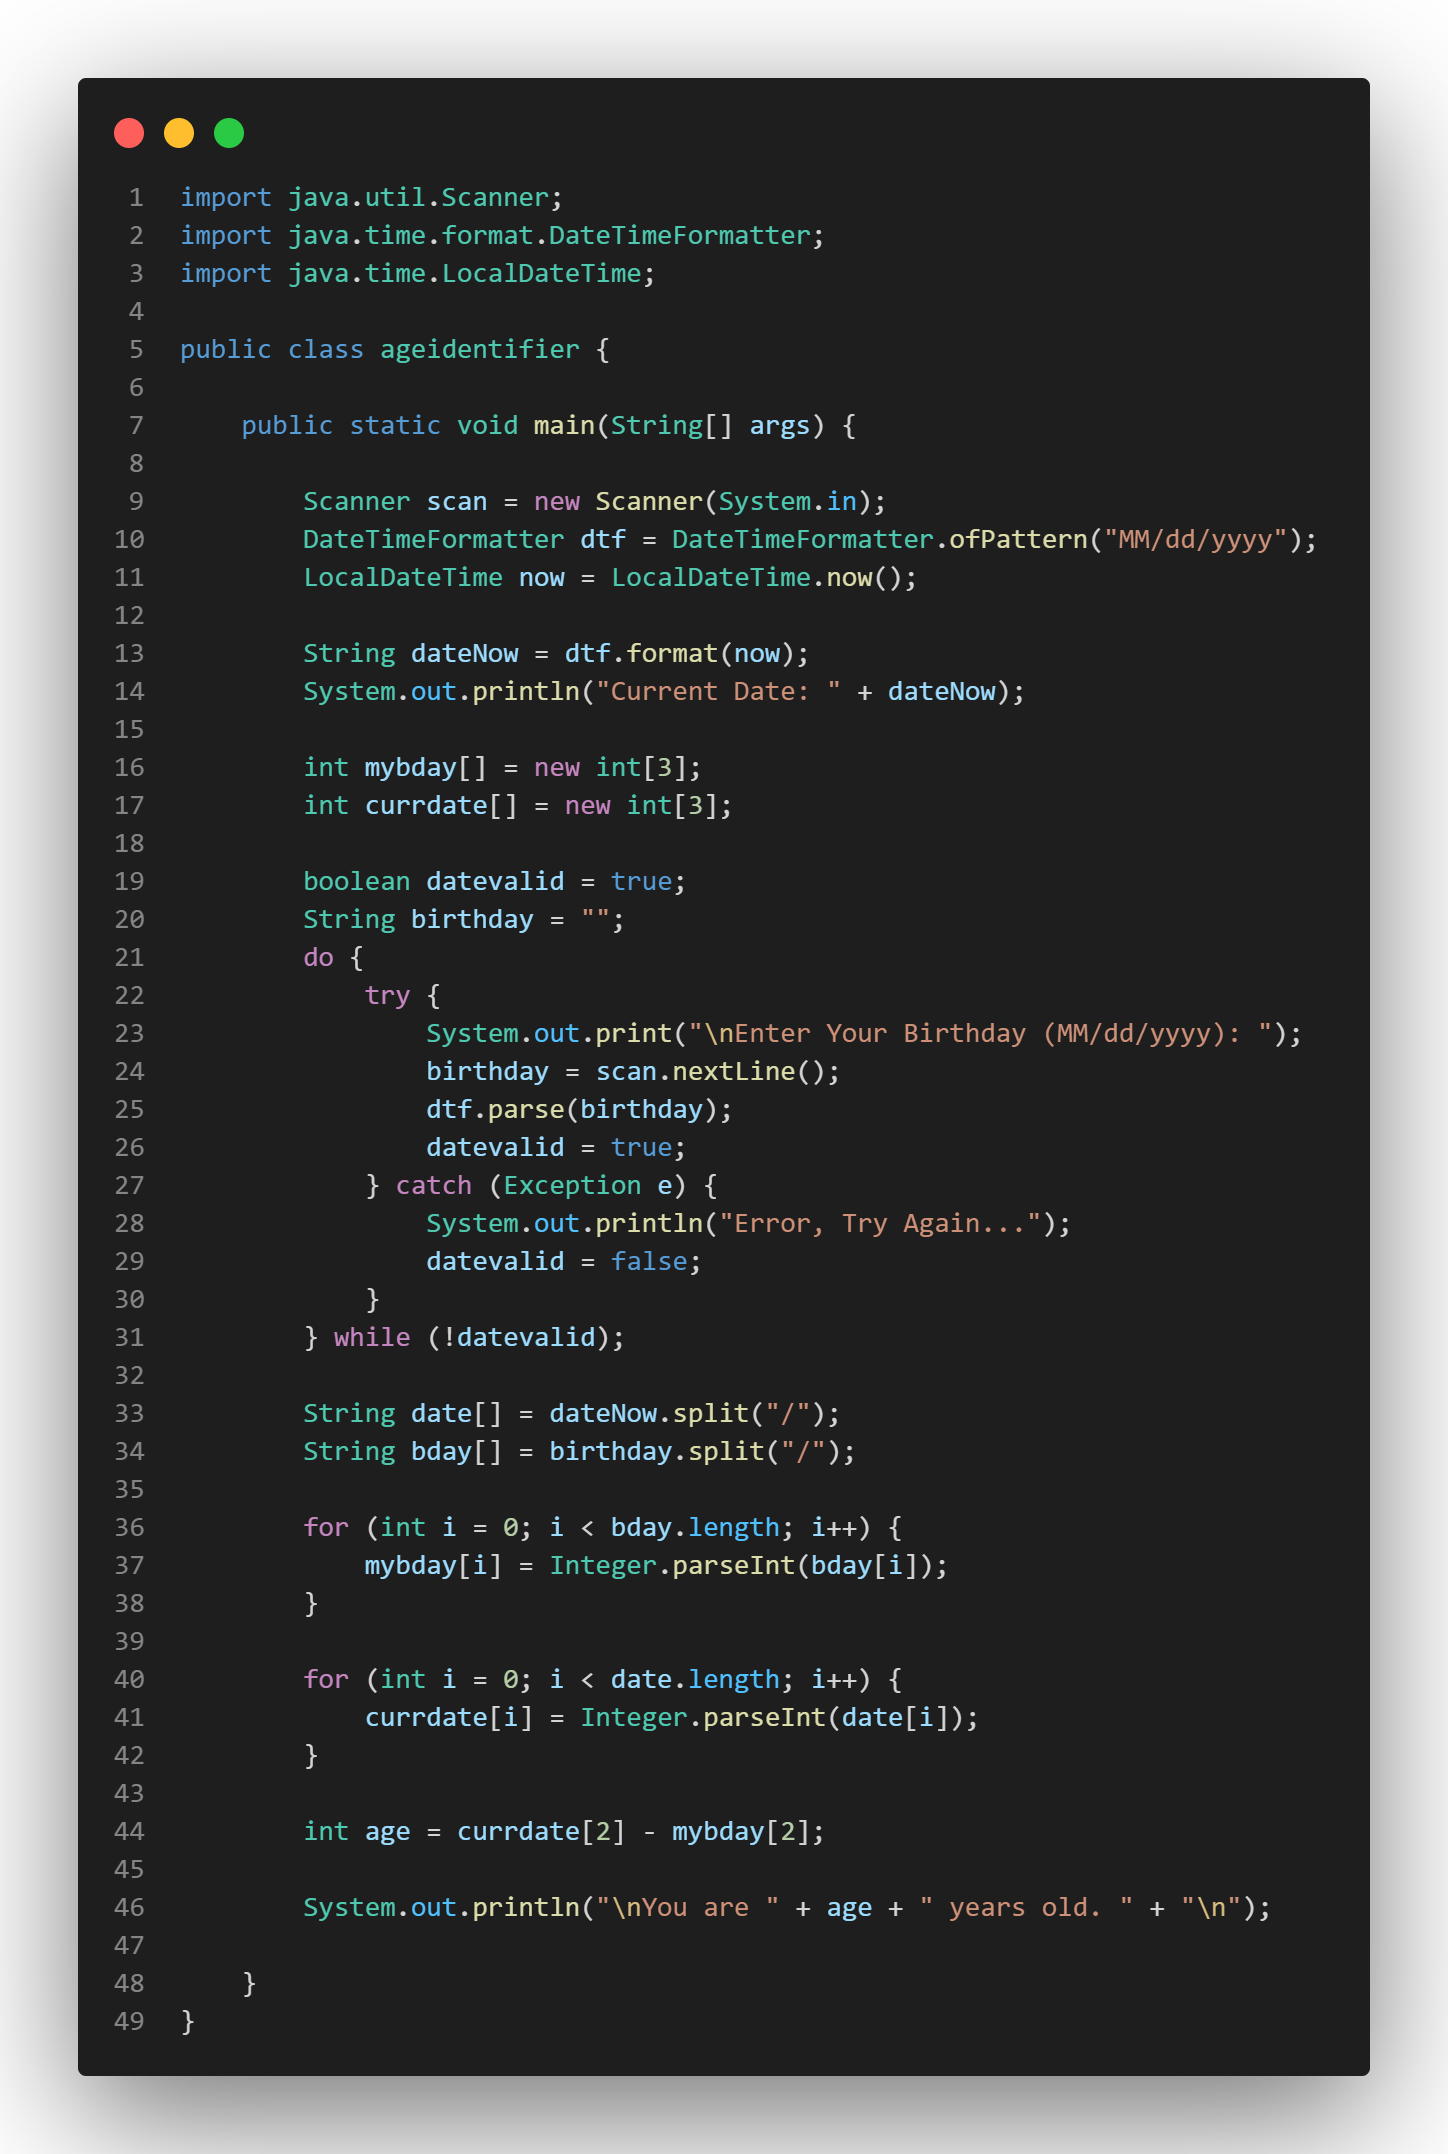 1 import java.util.Scanner;
2 import java.time.format.DateTimeFormatter;
3 import java.time.LocalDateTime;
4
5 public class ageidentifier {
6
7     public static void main(String[] args) {
8
9         Scanner scan = new Scanner(System.in);
10         DateTimeFormatter dtf = DateTimeFormatter.ofPattern("MM/dd/yyyy");
11         LocalDateTime now = LocalDateTime.now();
12
13         String dateNow = dtf.format(now);
14         System.out.println("Current Date: " + dateNow);
15
16         int mybday[] = new int[3];
17         int currdate[] = new int[3];
18
19         boolean datevalid = true;
20         String birthday = "";
21         do {
22             try {
23                 System.out.print("\nEnter Your Birthday (MM/dd/yyyy): ");
24                 birthday = scan.nextLine();
25                 dtf.parse(birthday);
26                 datevalid = true;
27             } catch (Exception e) {
28                 System.out.println("Error, Try Again...");
29                 datevalid = false;
30             }
31         } while (!datevalid);
32
33         String date[] = dateNow.split("/");
34         String bday[] = birthday.split("/");
35
36         for (int i = 0; i < bday.length; i++) {
37             mybday[i] = Integer.parseInt(bday[i]);
38         }
39
40         for (int i = 0; i < date.length; i++) {
41             currdate[i] = Integer.parseInt(date[i]);
42         }
43
44         int age = currdate[2] - mybday[2];
45
46         System.out.println("\nYou are " + age + " years old. " + "\n");
47
48     }
49 }